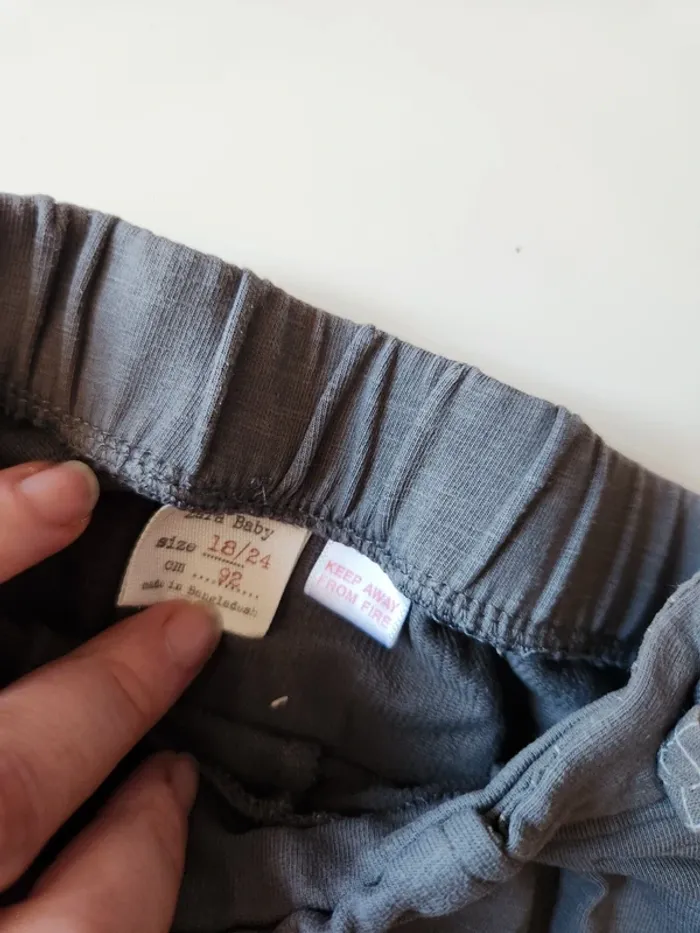 Zara Baby
size 18/24
cm ....92....
made in Bangladesh
KEEP AWAY
FROM FIRE